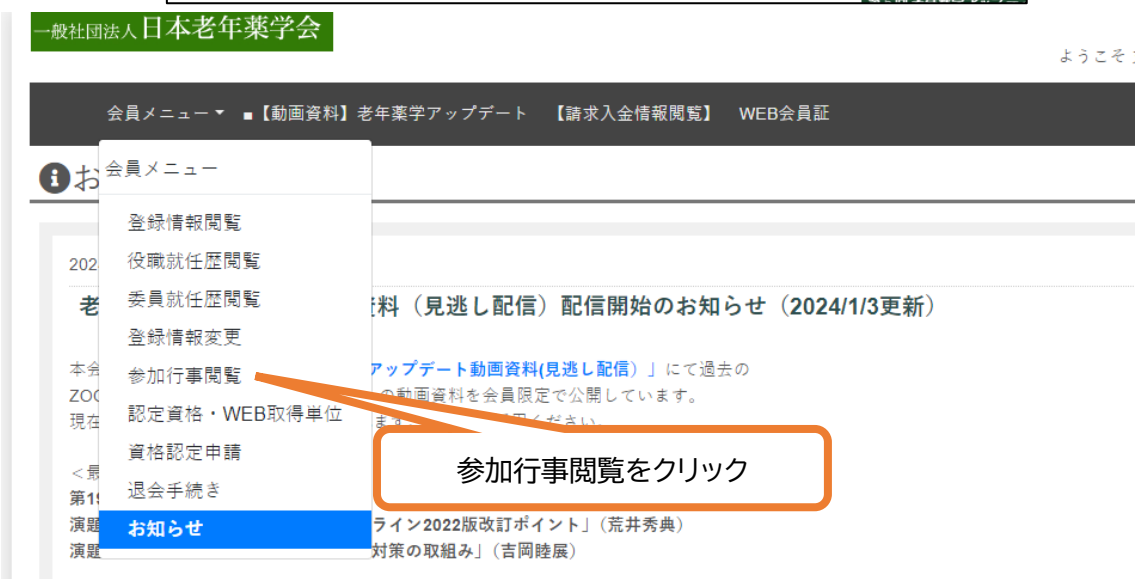 一般社団法人日本老年薬学会
ようこそ
会員メニュー ■【動画資料】老年薬学アップデート 【請求入金情報閲覧】 WEB会員証
お
会員メニュー
登録情報閲覧
役職就任歴閲覧
委員就任歴閲覧
登録情報変更
参加行事閲覧
認定資格・WEB取得単位
資格認定申請
退会手続き
お知らせ
202
老 料（見逃し配信）配信開始のお知らせ（2024/1/3更新）
本会 アップデート動画資料(見逃し配信）」にて過去の
ZOO の動画資料を会員限定で公開しています。
現在 ます。 ください。
＜最
第19
演題 ライン2022版改訂ポイント」（荒井秀典）
演題 対策の取組み」（吉岡睦展）
参加行事閲覧をクリック